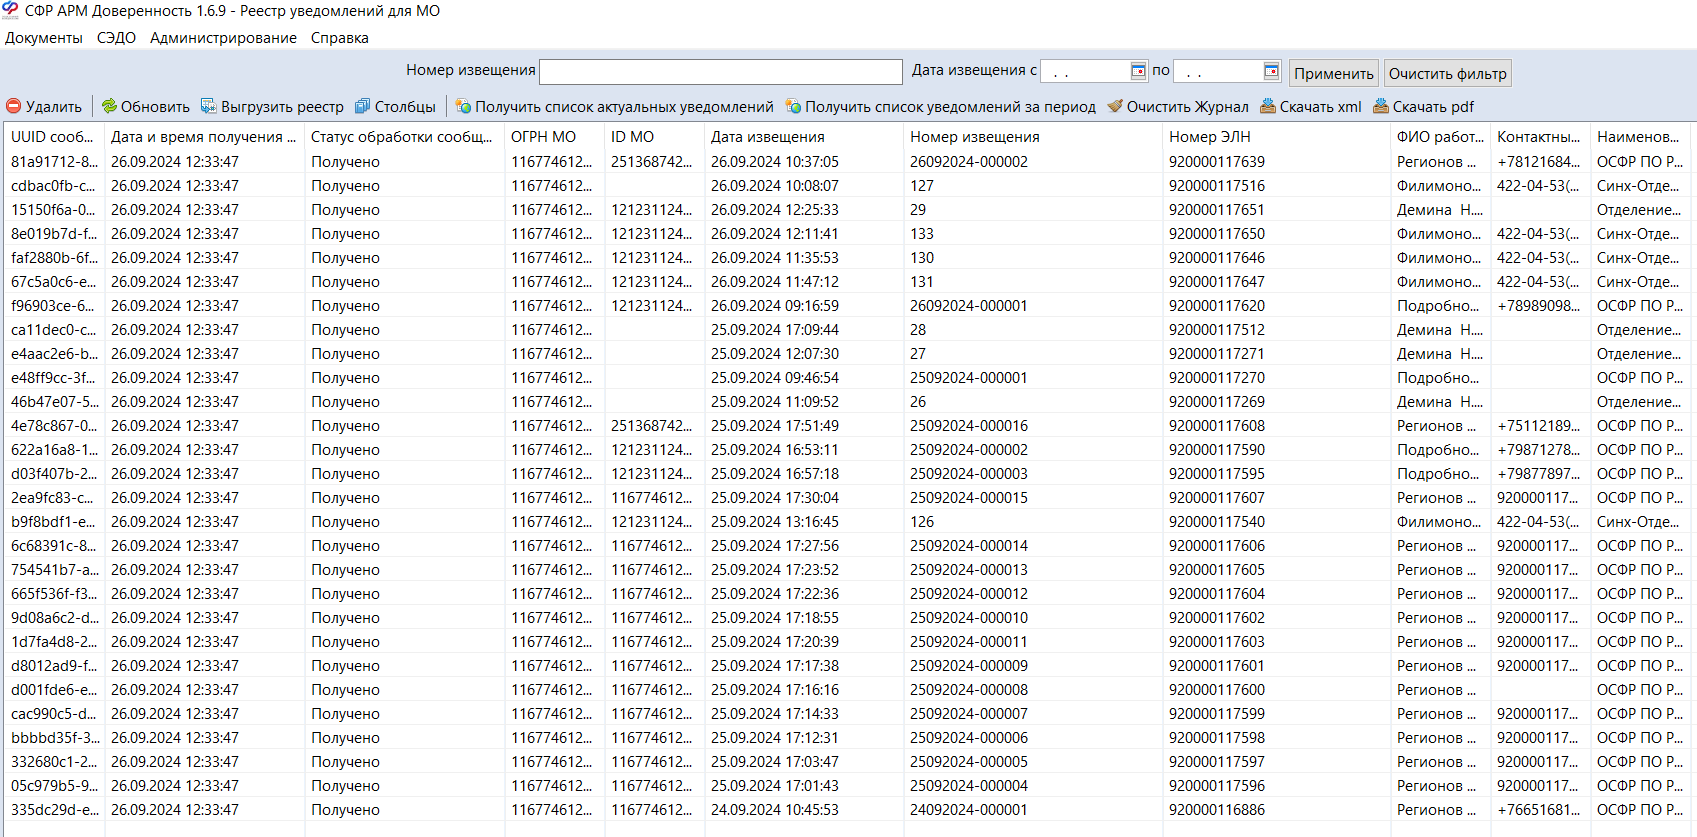 СФР АРМ Доверенность 1.6.9 - Реестр уведомлений для МО
Документы СЭДО Администрирование Справка
Номер извещения Дата извещения с . . по . . Применить Очистить фильтр
Удалить Обновить Выгрузить реестр Столбцы Получить список актуальных уведомлений Получить список уведомлений за период Очистить Журнал Скачать xml Скачать pdf
UUID сооб... Дата и время получения ... Статус обработки сообщ... ОГРН МО ID МО Дата извещения Номер извещения Номер ЭЛН ФИО работ... Контактны... Наименов...
81a91712-8... 26.09.2024 12:33:47 Получено 116774612... 251368742... 26.09.2024 10:37:05 26092024-000002 920000117639 Регионов ... +78121684... ОСФР ПО Р...
cdbac0fb-c... 26.09.2024 12:33:47 Получено 116774612... 26.09.2024 10:08:07 127 920000117516 Филимоно... 422-04-53(... Синх-Отде...
15150f6a-0... 26.09.2024 12:33:47 Получено 116774612... 121231124... 26.09.2024 12:25:33 29 920000117651 Демина Н.... Отделение...
8e019b7d-f... 26.09.2024 12:33:47 Получено 116774612... 121231124... 26.09.2024 12:11:41 133 920000117650 Филимоно... 422-04-53(... Синх-Отде...
faf2880b-6f... 26.09.2024 12:33:47 Получено 116774612... 121231124... 26.09.2024 11:35:53 130 920000117646 Филимоно... 422-04-53(... Синх-Отде...
67c5a0c6-e... 26.09.2024 12:33:47 Получено 116774612... 121231124... 26.09.2024 11:47:12 131 920000117647 Филимоно... 422-04-53(... Синх-Отде...
f96903ce-6... 26.09.2024 12:33:47 Получено 116774612... 121231124... 26.09.2024 09:16:59 26092024-000001 920000117620 Подробно... +78989098... ОСФР ПО Р...
ca11dec0-c... 26.09.2024 12:33:47 Получено 116774612... 25.09.2024 17:09:44 28 920000117512 Демина Н.... Отделение...
e4aac2e6-b... 26.09.2024 12:33:47 Получено 116774612... 25.09.2024 12:07:30 27 920000117271 Демина Н.... Отделение...
e48ff9cc-3f... 26.09.2024 12:33:47 Получено 116774612... 25.09.2024 09:46:54 25092024-000001 920000117270 Подробно... ОСФР ПО Р...
46b47e07-5... 26.09.2024 12:33:47 Получено 116774612... 25.09.2024 11:09:52 26 920000117269 Демина Н.... Отделение...
4e78c867-0... 26.09.2024 12:33:47 Получено 116774612... 251368742... 25.09.2024 17:51:49 25092024-000016 920000117608 Регионов ... +75112189... ОСФР ПО Р...
622a16a8-1... 26.09.2024 12:33:47 Получено 116774612... 121231124... 25.09.2024 16:53:11 25092024-000002 920000117590 Подробно... +79871278... ОСФР ПО Р...
d03f407b-2... 26.09.2024 12:33:47 Получено 116774612... 121231124... 25.09.2024 16:57:18 25092024-000003 920000117595 Подробно... +79877897... ОСФР ПО Р...
2ea9fc83-c... 26.09.2024 12:33:47 Получено 116774612... 116774612... 25.09.2024 17:30:04 25092024-000015 920000117607 Регионов ... 920000117... ОСФР ПО Р...
b9f8bdf1-e... 26.09.2024 12:33:47 Получено 116774612... 121231124... 25.09.2024 13:16:45 126 920000117540 Филимоно... 422-04-53(... Синх-Отде...
6c68391c-8... 26.09.2024 12:33:47 Получено 116774612... 116774612... 25.09.2024 17:27:56 25092024-000014 920000117606 Регионов ... 920000117... ОСФР ПО Р...
754541b7-a... 26.09.2024 12:33:47 Получено 116774612... 116774612... 25.09.2024 17:23:52 25092024-000013 920000117605 Регионов ... 920000117... ОСФР ПО Р...
665f536f-f3... 26.09.2024 12:33:47 Получено 116774612... 116774612... 25.09.2024 17:22:36 25092024-000012 920000117604 Регионов ... 920000117... ОСФР ПО Р...
9d08a6c2-d... 26.09.2024 12:33:47 Получено 116774612... 116774612... 25.09.2024 17:18:55 25092024-000010 920000117602 Регионов ... 920000117... ОСФР ПО Р...
1d7fa4d8-2... 26.09.2024 12:33:47 Получено 116774612... 116774612... 25.09.2024 17:20:39 25092024-000011 920000117603 Регионов ... 920000117... ОСФР ПО Р...
d8012ad9-f... 26.09.2024 12:33:47 Получено 116774612... 116774612... 25.09.2024 17:17:38 25092024-000009 920000117601 Регионов ... 920000117... ОСФР ПО Р...
d001fde6-e... 26.09.2024 12:33:47 Получено 116774612... 116774612... 25.09.2024 17:16:16 25092024-000008 920000117600 Регионов ... ОСФР ПО Р...
cac990c5-d... 26.09.2024 12:33:47 Получено 116774612... 116774612... 25.09.2024 17:14:33 25092024-000007 920000117599 Регионов ... 920000117... ОСФР ПО Р...
bbbbd35f-3... 26.09.2024 12:33:47 Получено 116774612... 116774612... 25.09.2024 17:12:31 25092024-000006 920000117598 Регионов ... 920000117... ОСФР ПО Р...
332680c1-2... 26.09.2024 12:33:47 Получено 116774612... 116774612... 25.09.2024 17:03:47 25092024-000005 920000117597 Регионов ... 920000117... ОСФР ПО Р...
05c979b5-9... 26.09.2024 12:33:47 Получено 116774612... 116774612... 25.09.2024 17:01:43 25092024-000004 920000117596 Регионов ... 920000117... ОСФР ПО Р...
335dc29d-e... 26.09.2024 12:33:47 Получено 116774612... 116774612... 24.09.2024 10:45:53 24092024-000001 920000116886 Регионов ... +76651681... ОСФР ПО Р...